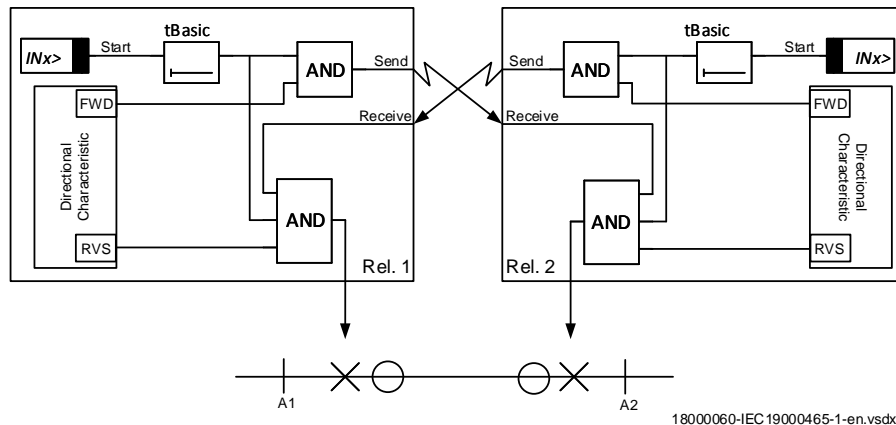 tBasic
INx>
Start
AND
Send
FWD
Receive
Directional
Characteristic
AND
RVS
Rel. 1
tBasic
Send
AND
Start
INx>
FWD
Receive
Directional
Characteristic
AND
RVS
Rel. 2
A1
A2
18000060-IEC19000465-1-en.vsdx